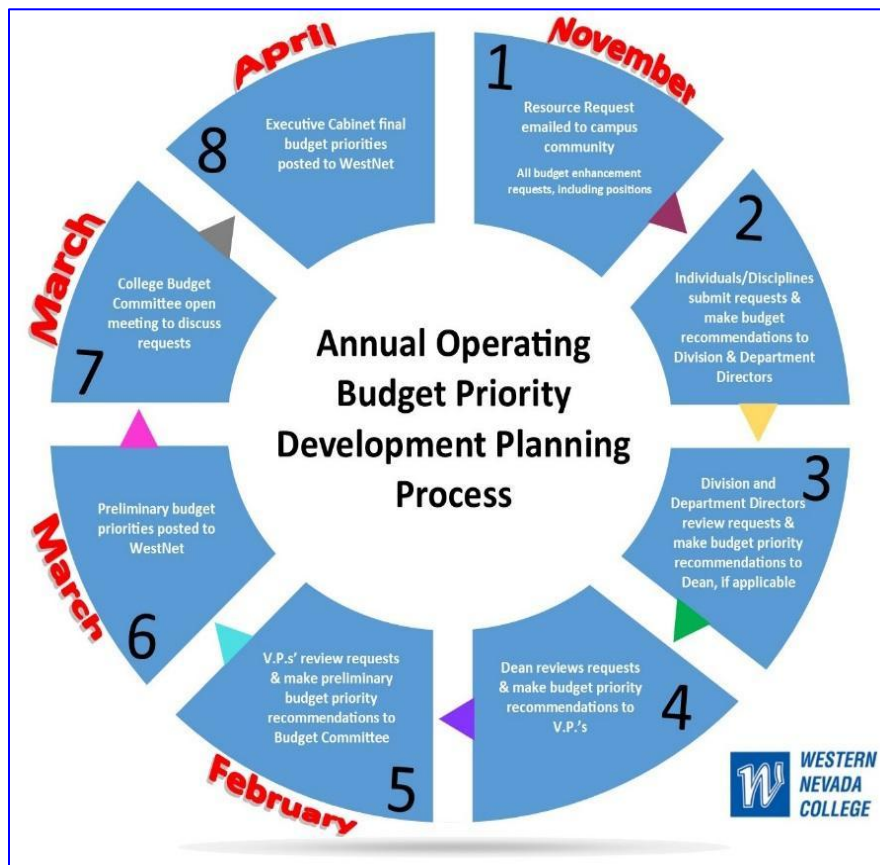 Annual Operating
Budget Priority
Development Planning
Process
November
1
Resource Request
emailed to campus
community
All budget enhancement
requests, including positions
2
Individuals/Disciplines
submit requests &
make budget
recommendations to
Division & Department
Directors
3
Division and
Department Directors
review requests &
make budget priority
recommendations to
Dean, if applicable
4
Dean reviews requests
& make budget priority
recommendations to
V.P.'s
5
V.P.s' review requests
& make preliminary
budget priority
recommendations to
Budget Committee
February
6
Preliminary budget
priorities posted to
WestNet
March
7
College Budget
Committee open
meeting to discuss
requests
March
8
Executive Cabinet final
budget priorities
posted to WestNet
April
W
WESTERN
NEVADA
COLLEGE